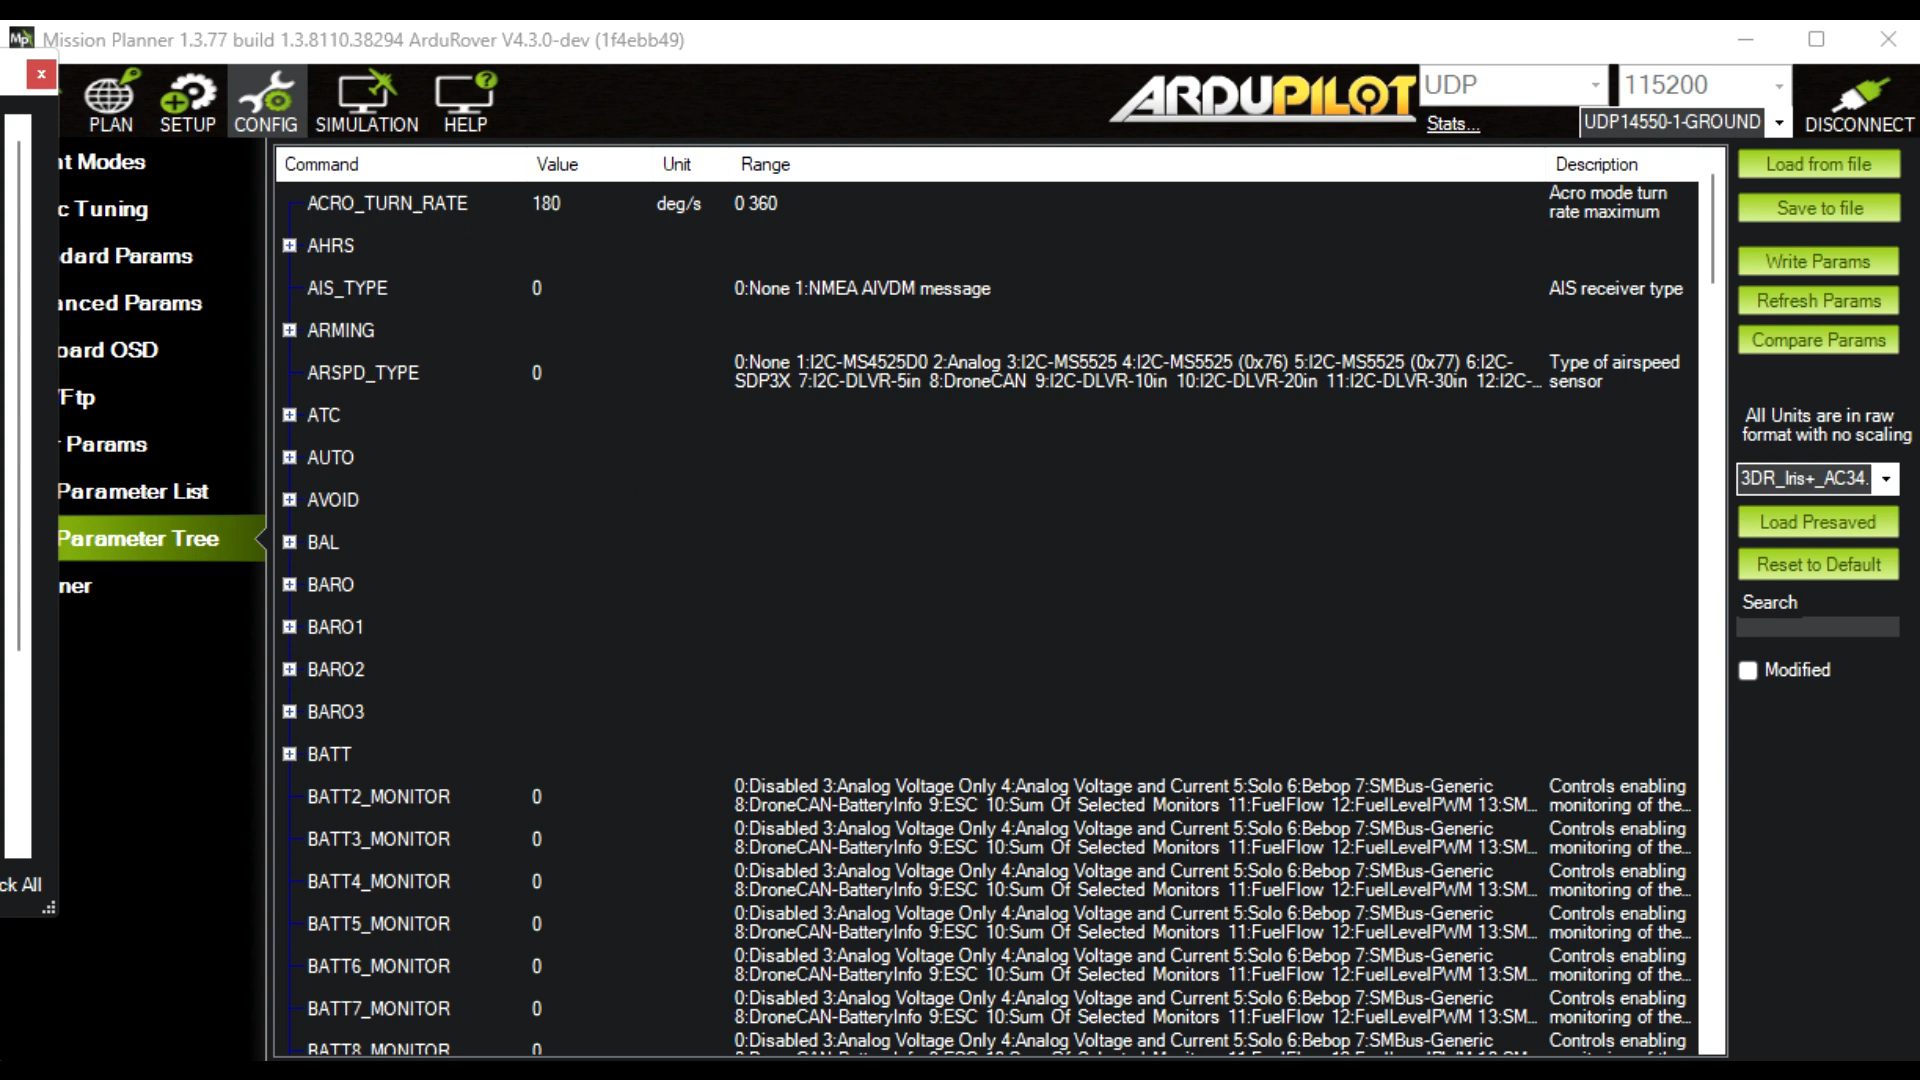 Mission Planner 1.3.77 build 1.3.8110.38294 ArduRover V4.3.0-dev (1f4ebb49)
PLAN
SETUP
CONFIG
SIMULATION
HELP
ARDUPILOT
UDP
115200
Stats...
UDP14550-1-GROUND
DISCONNECT
nt Modes
c Tuning
dard Params
anced Params
oard OSD
/Ftp
r Params
Parameter List
Parameter Tree
ner
ck All
Command Value Unit Range Description
ACRO_TURN_RATE 180 deg/s 0 360 Acro mode turn
rate maximum
AHRS
AIS_TYPE 0 0:None 1:NMEA AIVDM message AIS receiver type
ARMING
ARSPD_TYPE 0 0:None 1:I2C-MS4525D0 2:Analog 3:I2C-MS5525 4:I2C-MS5525 (0x76) 5:I2C-MS5525 (0x77) 6:I2C- Type of airspeed
SDP3X 7:I2C-DLVR-5in 8:DroneCAN 9:I2C-DLVR-10in 10:I2C-DLVR-20in 11:I2C-DLVR-30in 12:I2C-... sensor
ATC
AUTO
AVOID
BAL
BARO
BARO1
BARO2
BARO3
BATT
BATT2_MONITOR 0 0:Disabled 3:Analog Voltage Only 4:Analog Voltage and Current 5:Solo 6:Bebop 7:SMBus-Generic Controls enabling
8:DroneCAN-BatteryInfo 9:ESC 10:Sum Of Selected Monitors 11:FuelFlow 12:FuelLevelPWM 13:SM... monitoring of the...
BATT3_MONITOR 0 0:Disabled 3:Analog Voltage Only 4:Analog Voltage and Current 5:Solo 6:Bebop 7:SMBus-Generic Controls enabling
8:DroneCAN-BatteryInfo 9:ESC 10:Sum Of Selected Monitors 11:FuelFlow 12:FuelLevelPWM 13:SM... monitoring of the...
BATT4_MONITOR 0 0:Disabled 3:Analog Voltage Only 4:Analog Voltage and Current 5:Solo 6:Bebop 7:SMBus-Generic Controls enabling
8:DroneCAN-BatteryInfo 9:ESC 10:Sum Of Selected Monitors 11:FuelFlow 12:FuelLevelPWM 13:SM... monitoring of the...
BATT5_MONITOR 0 0:Disabled 3:Analog Voltage Only 4:Analog Voltage and Current 5:Solo 6:Bebop 7:SMBus-Generic Controls enabling
8:DroneCAN-BatteryInfo 9:ESC 10:Sum Of Selected Monitors 11:FuelFlow 12:FuelLevelPWM 13:SM... monitoring of the...
BATT6_MONITOR 0 0:Disabled 3:Analog Voltage Only 4:Analog Voltage and Current 5:Solo 6:Bebop 7:SMBus-Generic Controls enabling
8:DroneCAN-BatteryInfo 9:ESC 10:Sum Of Selected Monitors 11:FuelFlow 12:FuelLevelPWM 13:SM... monitoring of the...
BATT7_MONITOR 0 0:Disabled 3:Analog Voltage Only 4:Analog Voltage and Current 5:Solo 6:Bebop 7:SMBus-Generic Controls enabling
8:DroneCAN-BatteryInfo 9:ESC 10:Sum Of Selected Monitors 11:FuelFlow 12:FuelLevelPWM 13:SM... monitoring of the...
BATT8_MONITOR 0 0:Disabled 3:Analog Voltage Only 4:Analog Voltage and Current 5:Solo 6:Bebop 7:SMBus-Generic Controls enabling
Load from file
Save to file
Write Params
Refresh Params
Compare Params
All Units are in raw
format with no scaling
3DR_Iris+_AC34.
Load Presaved
Reset to Default
Search
Modified